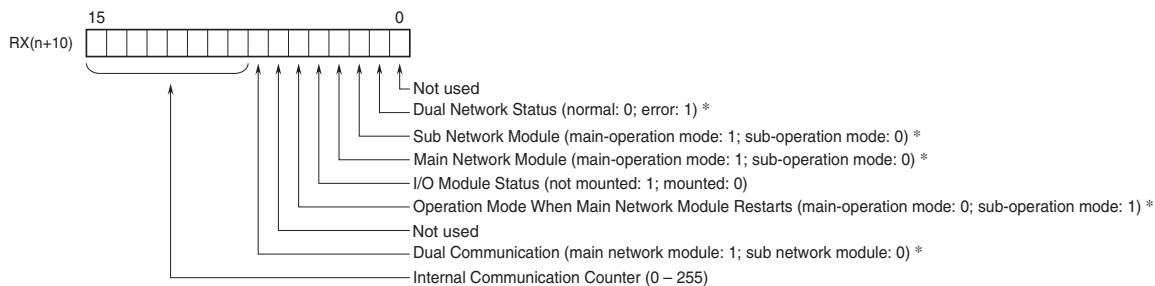 15 0
RX(n+10)
Not used
Dual Network Status (normal: 0; error: 1) *
Sub Network Module (main-operation mode: 1; sub-operation mode: 0) *
Main Network Module (main-operation mode: 1; sub-operation mode: 0) *
I/O Module Status (not mounted: 1; mounted: 0)
Operation Mode When Main Network Module Restarts (main-operation mode: 0; sub-operation mode: 1) *
Not used
Dual Communication (main network module: 1; sub network module: 0) *
Internal Communication Counter (0 – 255)